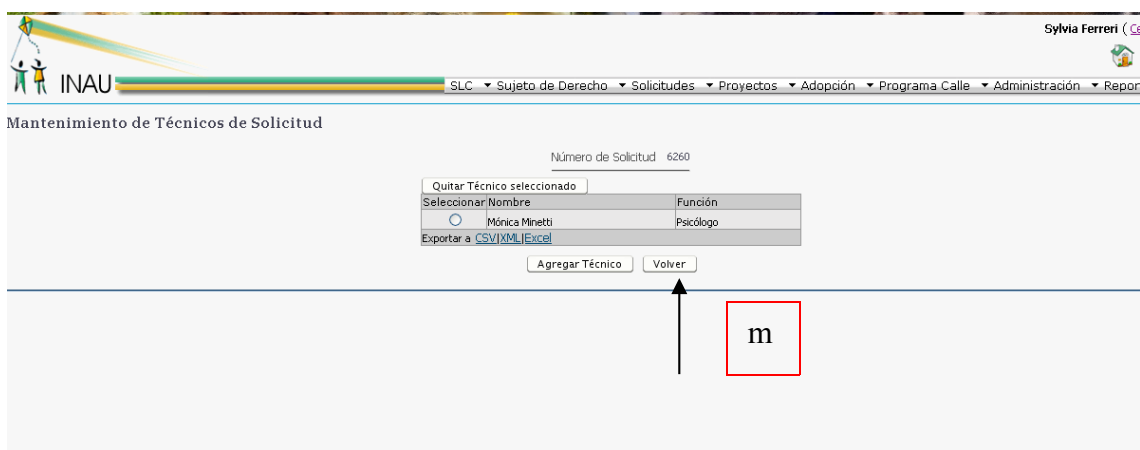 Sylvia Ferreri (
INAU
SLC Sujeto de Derecho Solicitudes Proyectos Adopción Programa Calle Administración
Mantenimiento de Técnicos de Solicitud
Número de Solicitud 6260
Quitar Técnico seleccionado
Seleccionar Nombre Función
Mónica Minetti Psicólogo
Exportar a CSV|XML|Excel
Agregar Técnico Volver
m